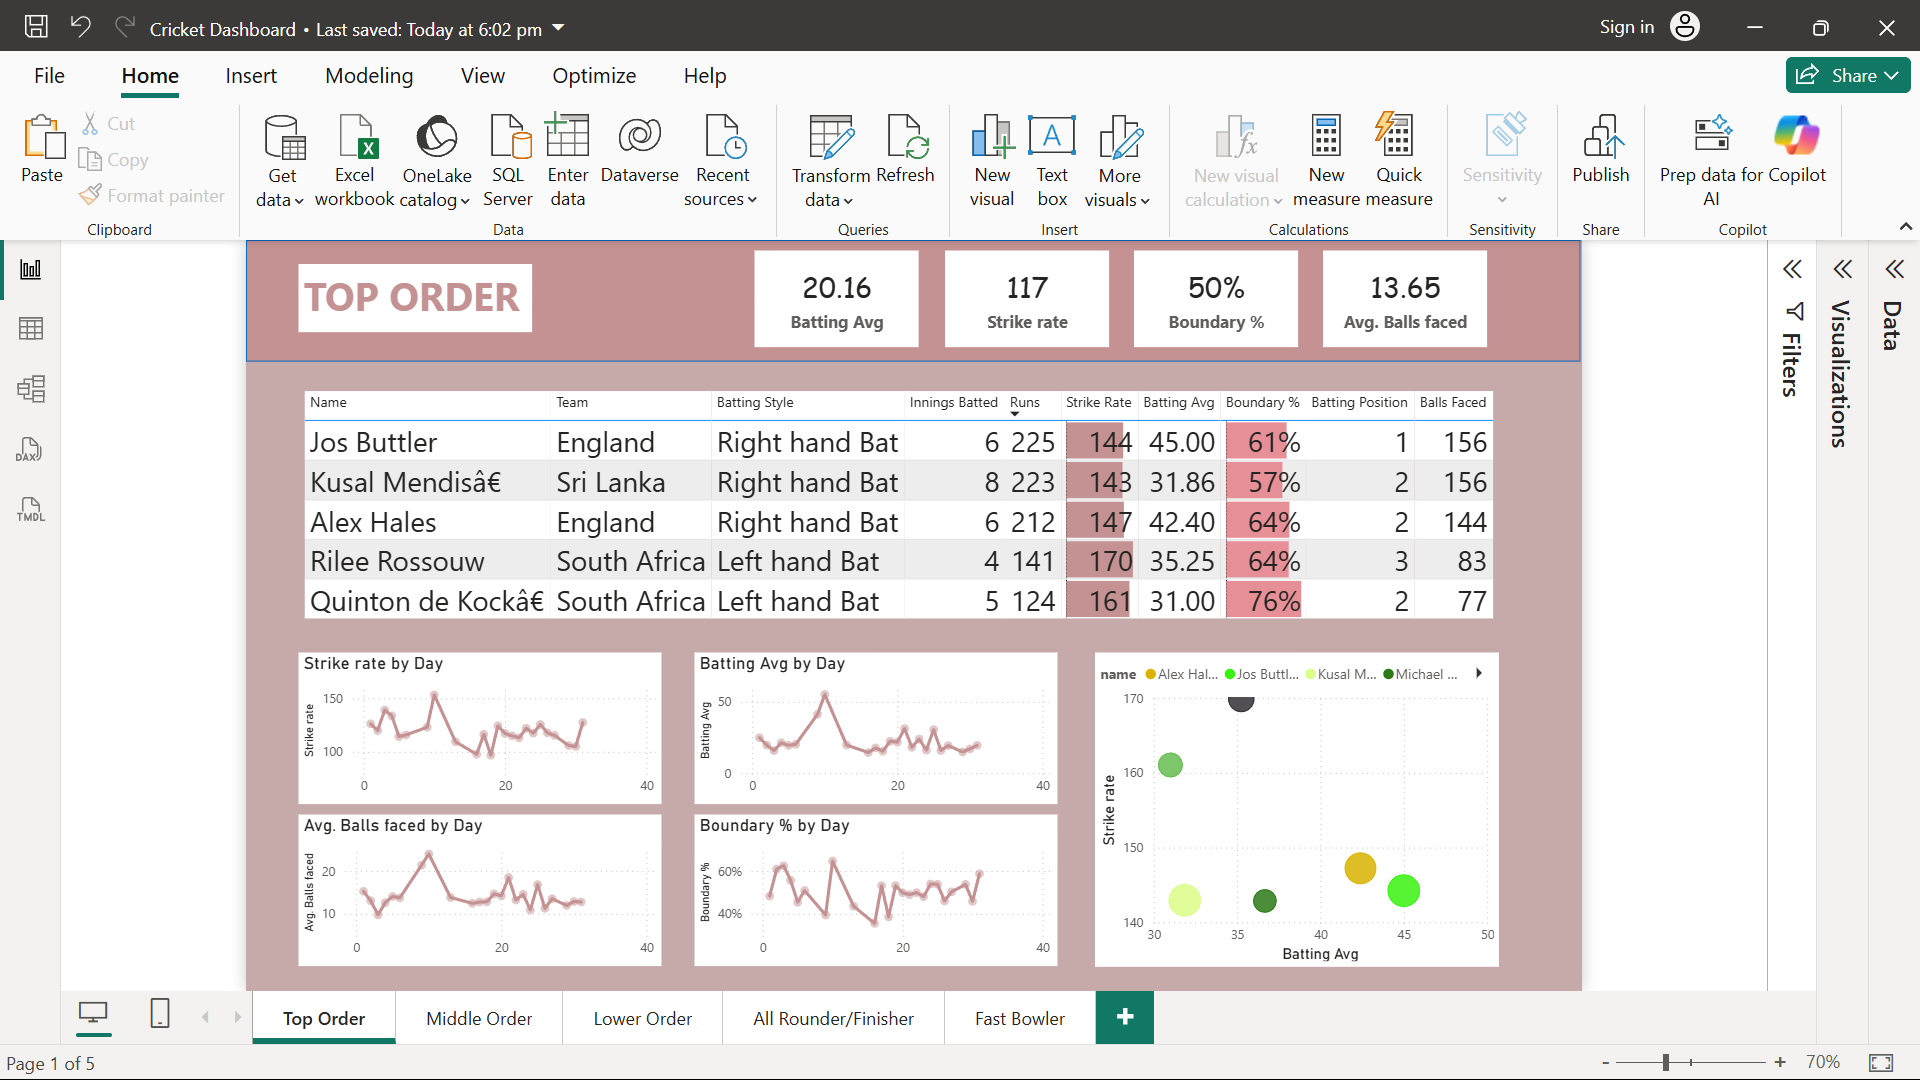 Cricket Dashboard • Last saved: Today at 6:02 pm
Sign in
File Home Insert Modeling View Optimize Help
Share
Paste
Cut
Copy
Format painter
Clipboard
Get data
Excel workbook
OneLake catalog
SQL Server
Enter data
Dataverse
Recent sources
Data
Transform data
Refresh
Queries
New visual
Text box
More visuals
Insert
New visual calculation
New measure
Quick measure
Calculations
Sensitivity
Sensitivity
Publish
Share
Prep data for AI
Copilot
Copilot
TOP ORDER
20.16
Batting Avg
117
Strike rate
50%
Boundary %
13.65
Avg. Balls faced
Name Team Batting Style Innings Batted Runs Strike Rate Batting Avg Boundary % Batting Position Balls Faced
Jos Buttler England Right hand Bat 6 225 144 45.00 61% 1 156
Kusal Mendisâ€ Sri Lanka Right hand Bat 8 223 143 31.86 57% 2 156
Alex Hales England Right hand Bat 6 212 147 42.40 64% 2 144
Rilee Rossouw South Africa Left hand Bat 4 141 170 35.25 64% 3 83
Quinton de Kockâ€ South Africa Left hand Bat 5 124 161 31.00 76% 2 77
Strike rate by Day
Strike rate
150
100
0 20 40
Batting Avg by Day
Batting Avg
50
0
0 20 40
Avg. Balls faced by Day
Avg. Balls faced
20
10
0 20 40
Boundary % by Day
Boundary %
60%
40%
0 20 40
name Alex Hal... Jos Buttl... Kusal M... Michael ...
Strike rate
170
160
150
140
30 35 40 45 50
Batting Avg
Filters
Visualizations
Data
DAX
TMDL
Top Order
Middle Order
Lower Order
All Rounder/Finisher
Fast Bowler
+
Page 1 of 5
- + 70%